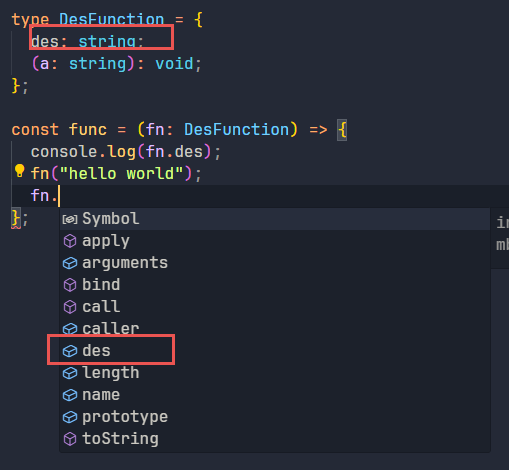 type DesFunction = {
des: string;
(a: string): void;
};
const func = (fn: DesFunction) => {
console.log(fn.des);
fn("hello world");
fn.
};
Symbol
apply
arguments
bind
call
caller
des
length
name
prototype
toString
in
mb